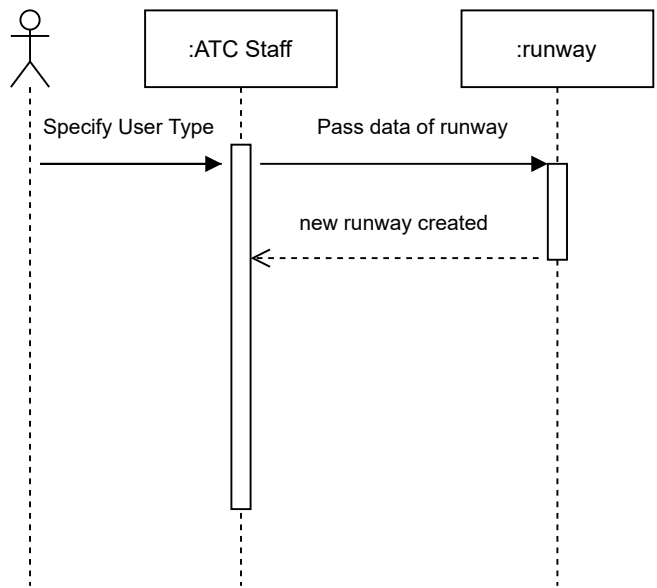 :ATC Staff
:runway
Specify User Type
Pass data of runway
new runway created